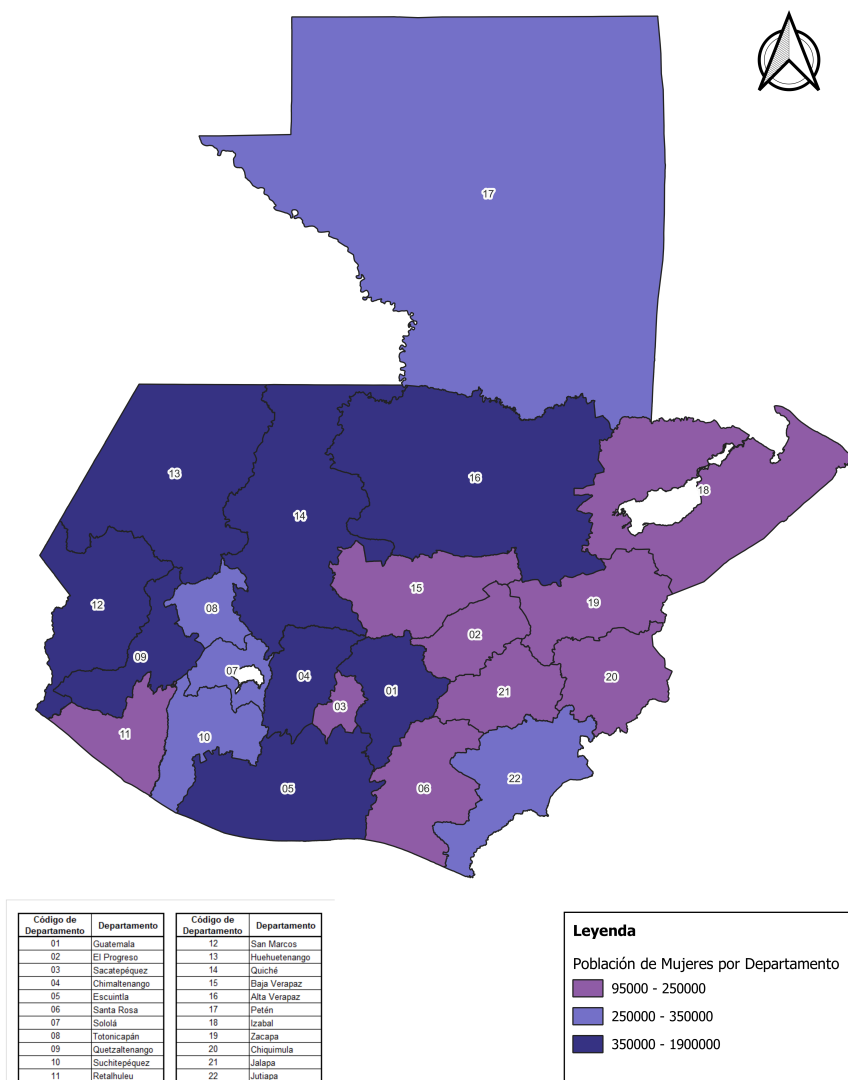 17
13
16
18
14
15
12
08
19
02
09
07
04
20
01
21
03
11
10
22
05
06
Código de Departamento Departamento Código de Departamento Departamento
01 Guatemala 12 San Marcos
02 El Progreso 13 Huehuetenango
03 Sacatepéquez 14 Quiché
04 Chimaltenango 15 Baja Verapaz
05 Escuintla 16 Alta Verapaz
06 Santa Rosa 17 Petén
07 Sololá 18 Izabal
08 Totonicapán 19 Zacapa
09 Quetzaltenango 20 Chiquimula
10 Suchitepéquez 21 Jalapa
11 Retalhuleu 22 Jutiapa
Leyenda
Población de Mujeres por Departamento
95000 - 250000
250000 - 350000
350000 - 1900000